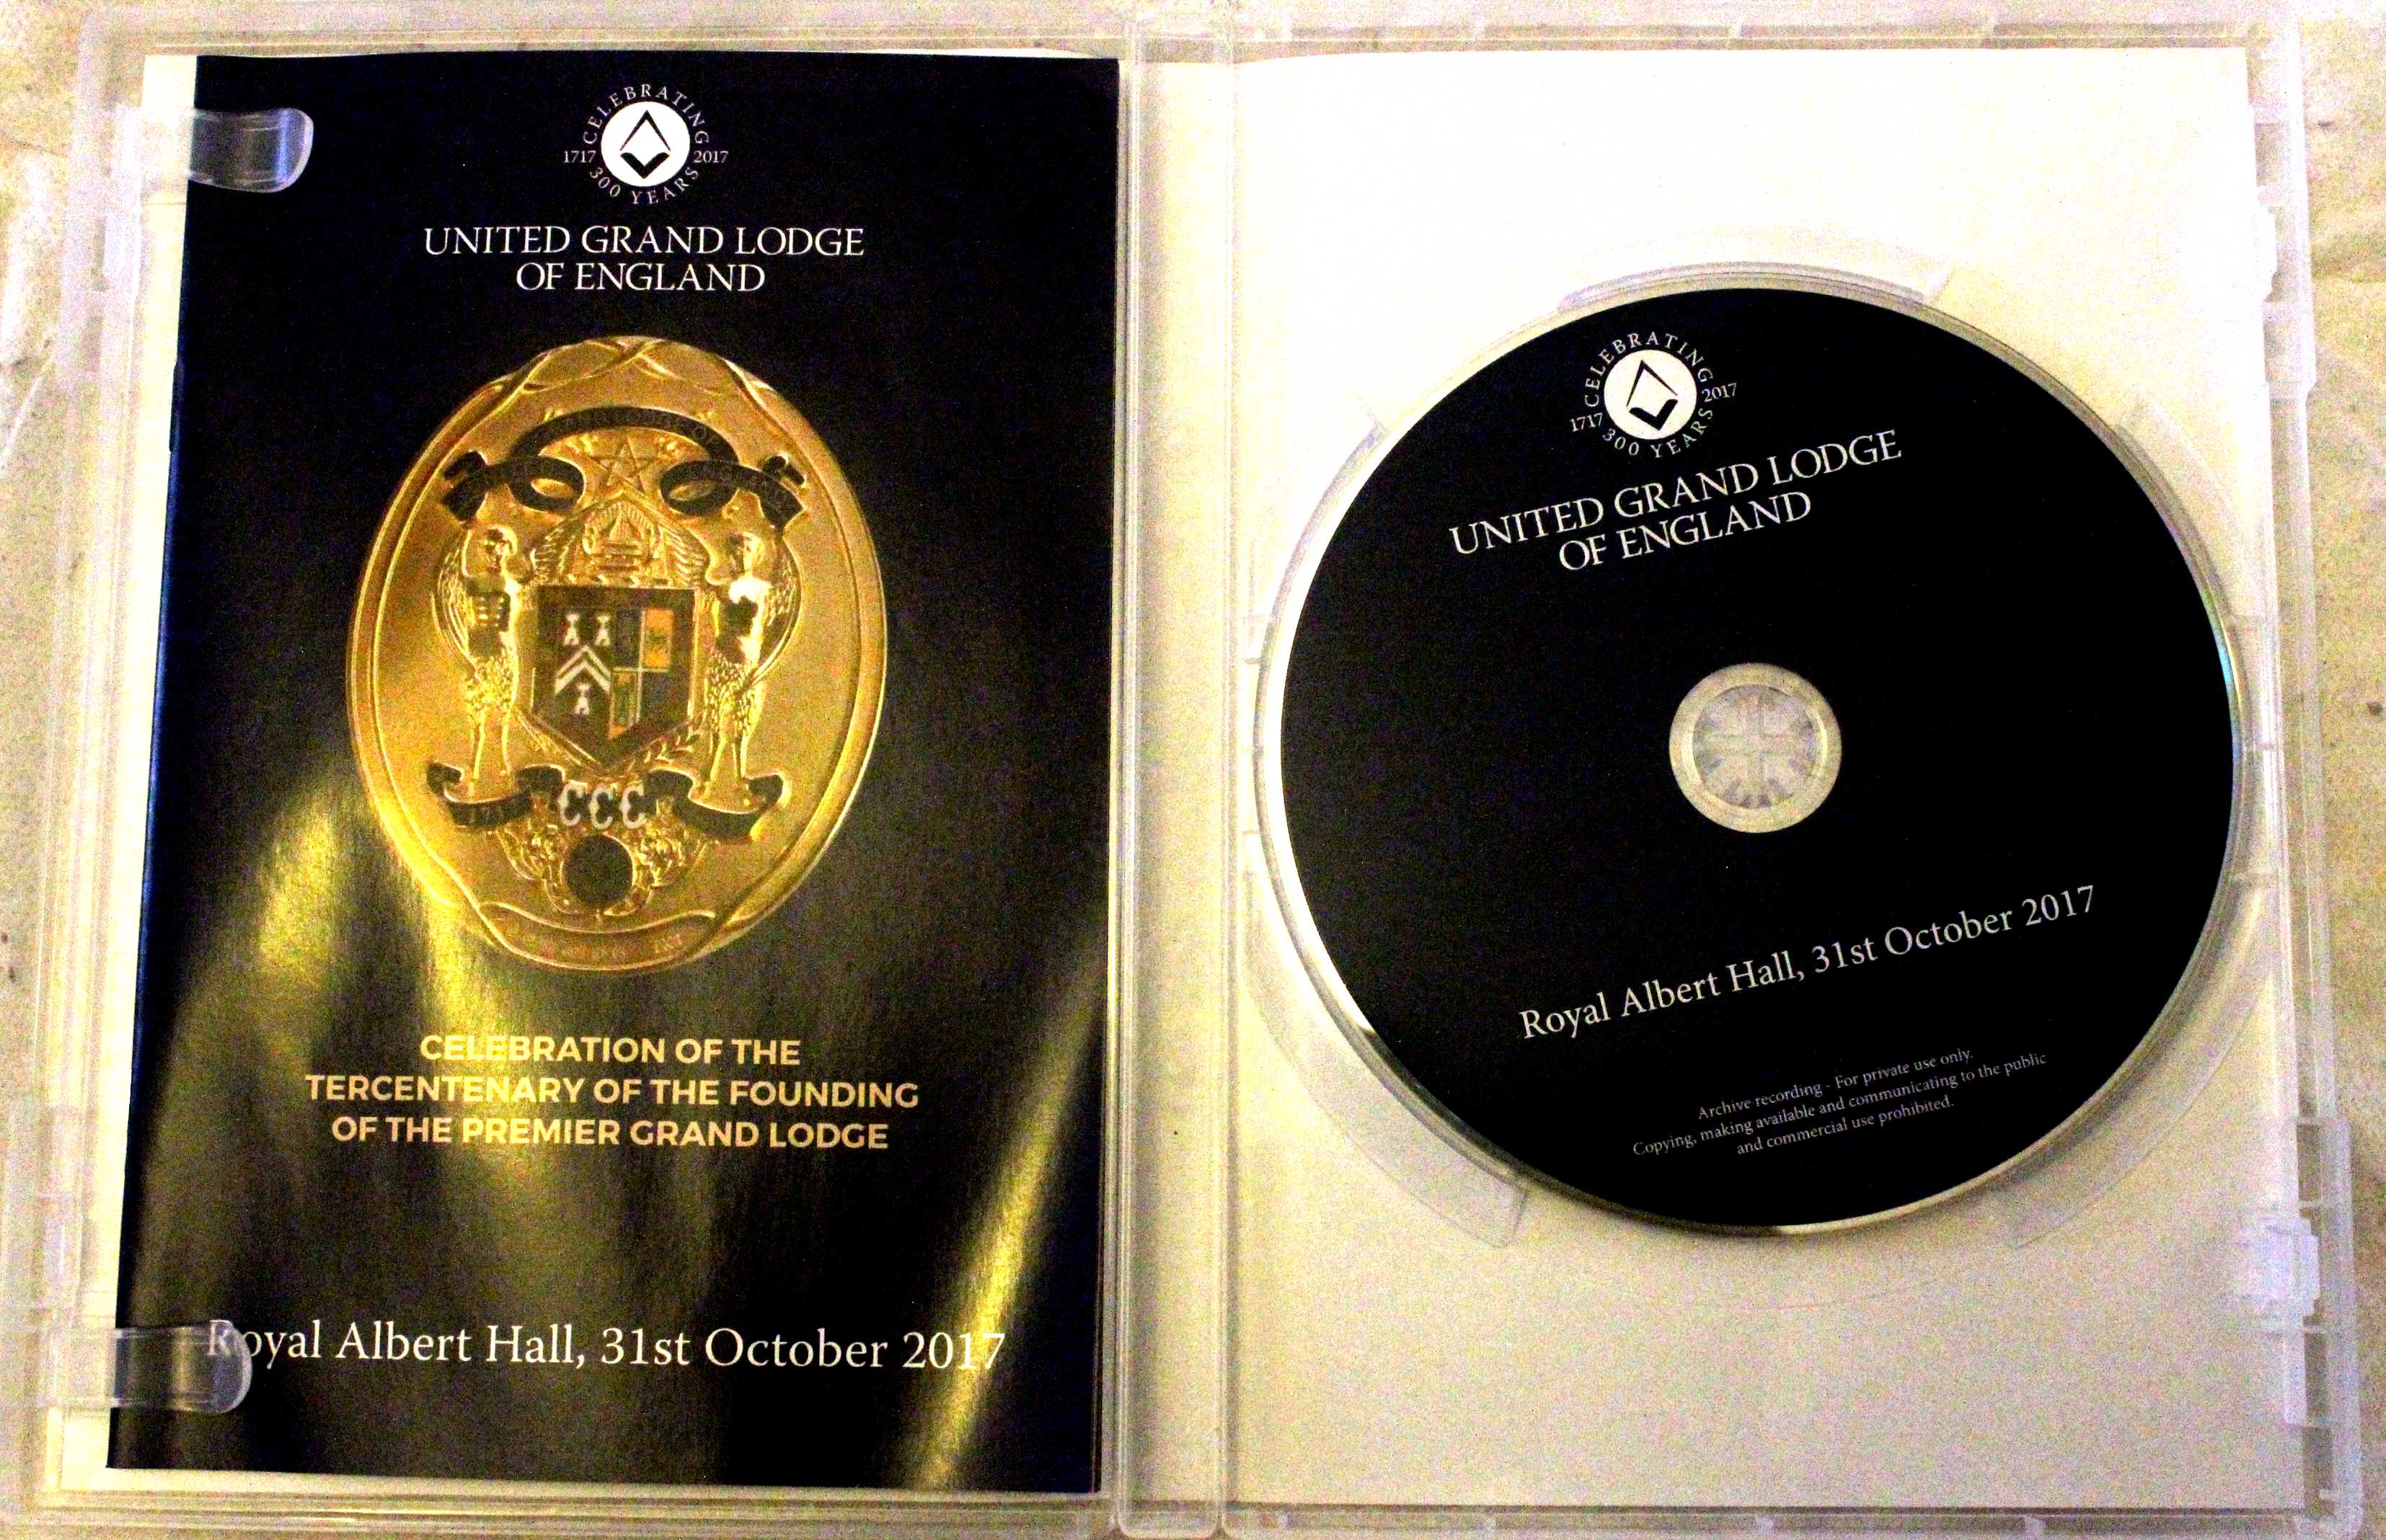 CELEBRATING
1717 2017
300 YEARS
UNITED GRAND LODGE
OF ENGLAND
CELEBRATION OF THE
TERCENTENARY OF THE FOUNDING
OF THE PREMIER GRAND LODGE
Royal Albert Hall, 31st October 2017
CELEBRATING
1717 2017
300 YEARS
UNITED GRAND LODGE
OF ENGLAND
Royal Albert Hall, 31st October 2017
Archive recording - For private use only.
Copying, making available and communicating to the public
and commercial use prohibited.